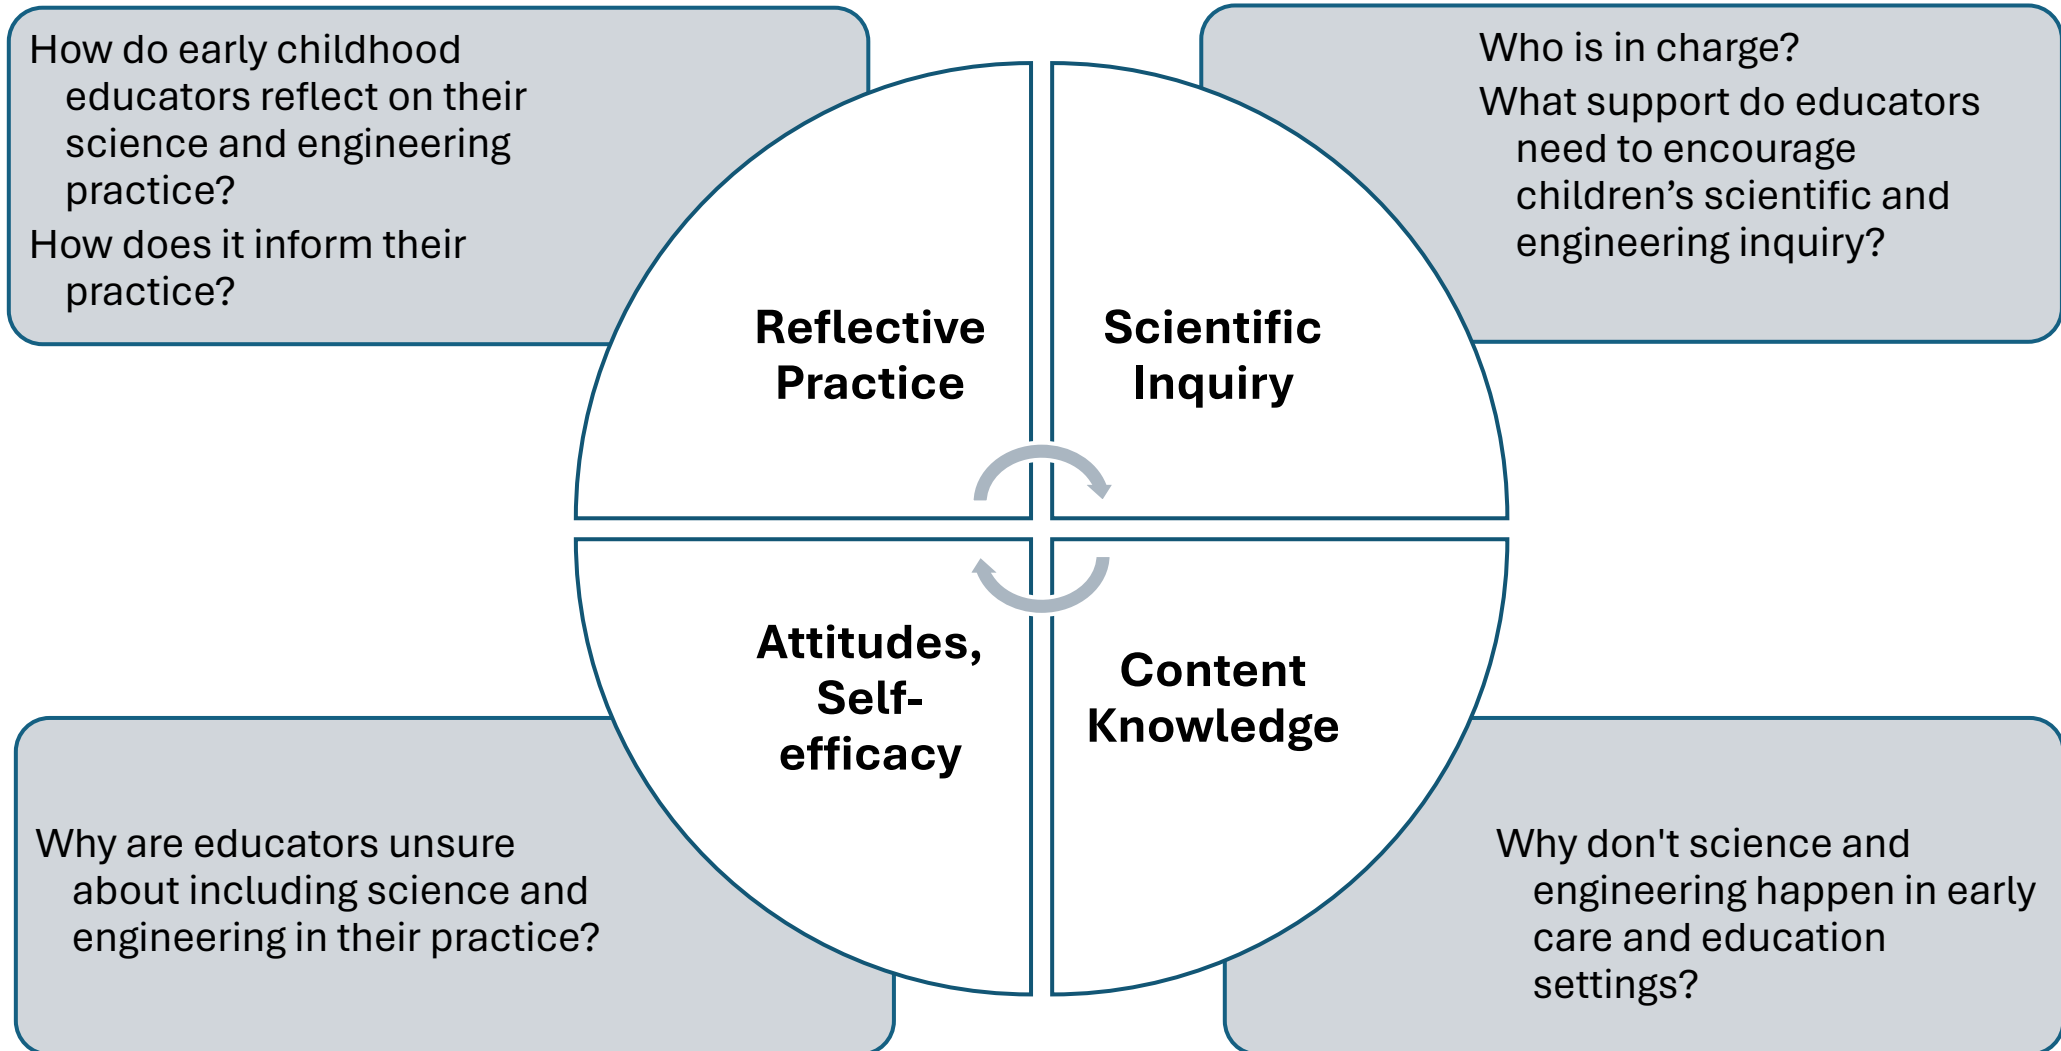 How do early childhood
educators reflect on their
science and engineering
practice?
How does it inform their
practice?
Who is in charge?
What support do educators
need to encourage
children’s scientific and
engineering inquiry?
Reflective
Practice
Scientific
Inquiry
Attitudes,
Self-
efficacy
Content
Knowledge
Why are educators unsure
about including science and
engineering in their practice?
Why don't science and
engineering happen in early
care and education
settings?